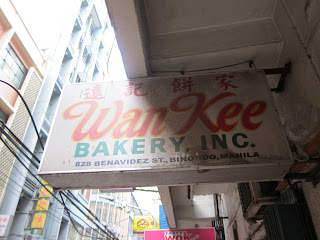 遠記餅家
Wan Kee
BAKERY, INC.
828 BENAVIDEZ ST., BINONDO, MANILA